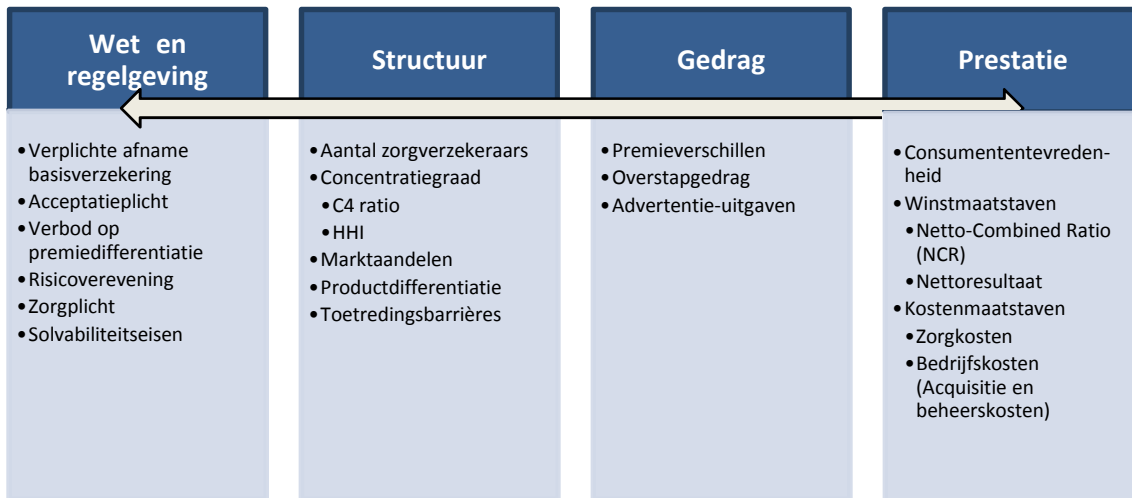 Wet en
regelgeving
• Verplichte afname
basisverzekering
• Acceptatieplicht
• Verbod op
premiedifferentiatie
• Risicoverevening
• Zorgplicht
• Solvabiliteitseisen
Structuur
• Aantal zorgverzekeraars
• Concentratiegraad
• C4 ratio
• HHI
• Marktaandelen
• Productdifferentiatie
• Toetredingsbarrières
Gedrag
• Premieverschillen
• Overstapgedrag
• Advertentie-uitgaven
Prestatie
• Consumententevreden-
heid
• Winstmaatstaven
• Netto-Combined Ratio
(NCR)
• Nettoresultaat
• Kostenmaatstaven
• Zorgkosten
• Bedrijfskosten
(Acquisitie en
beheerskosten)